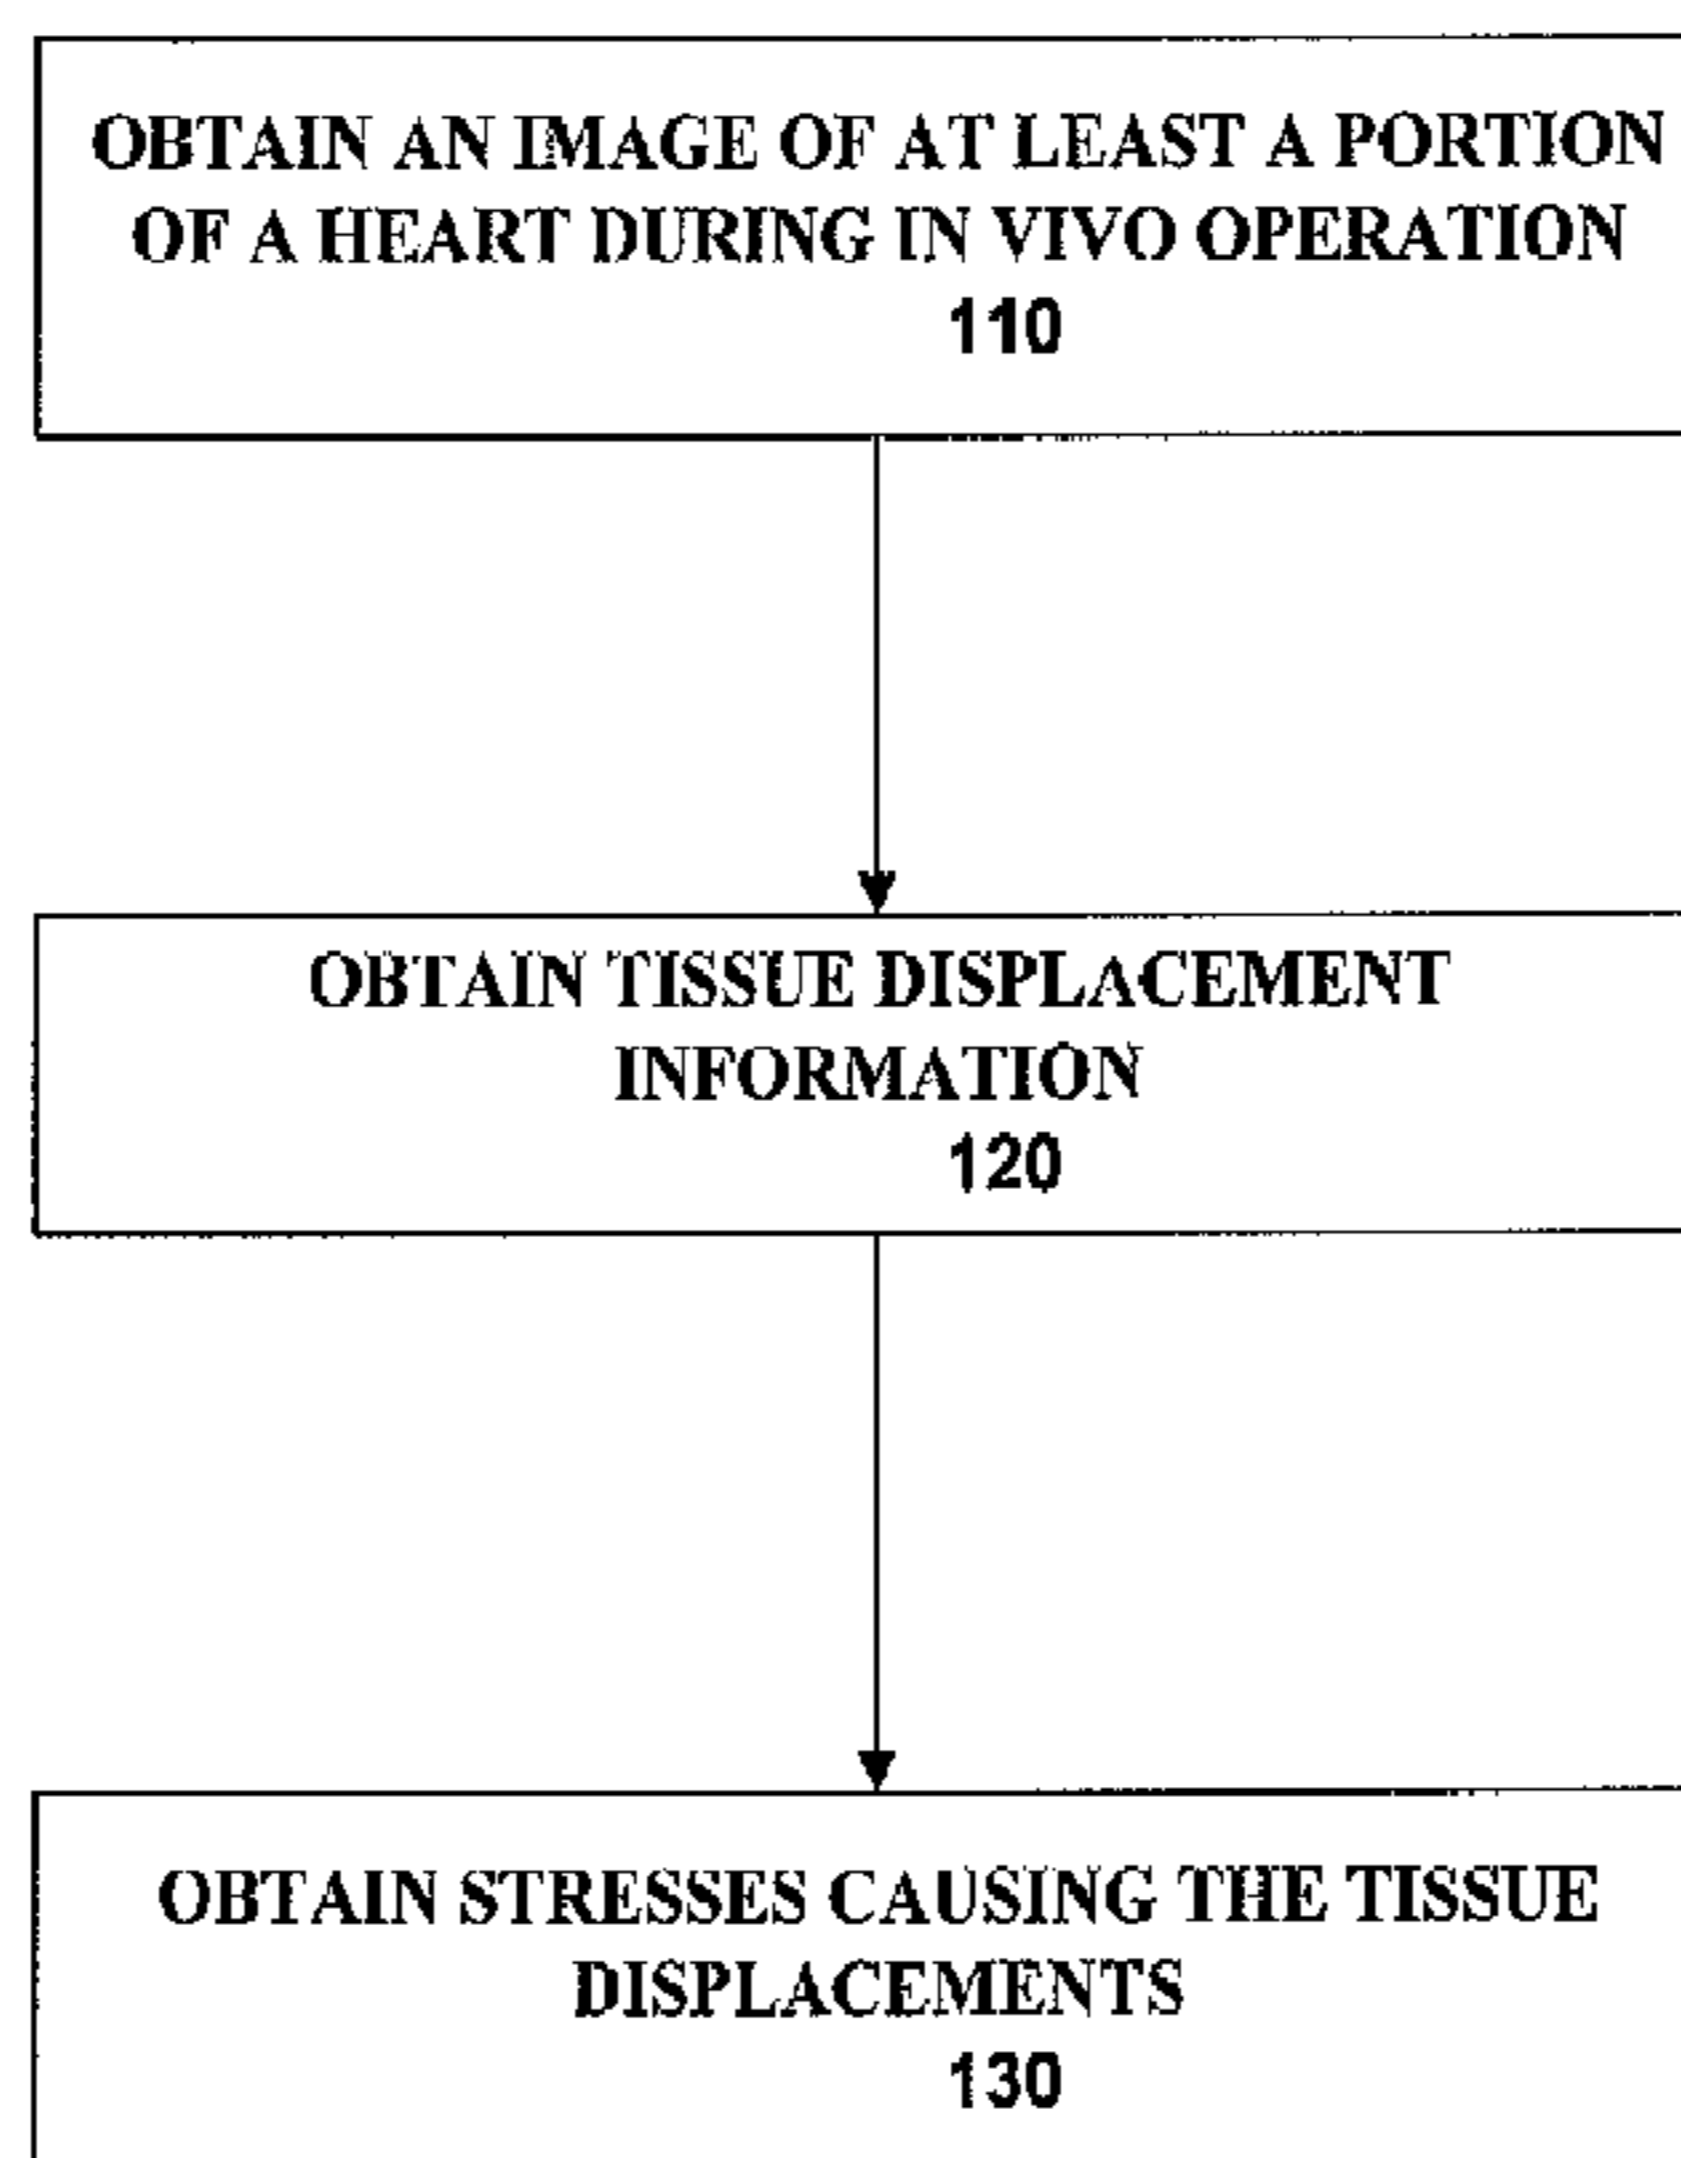 OBTAIN AN IMAGE OF AT LEAST A PORTION
OF A HEART DURING IN VIVO OPERATION
110
OBTAIN TISSUE DISPLACEMENT
INFORMATION
120
OBTAIN STRESSES CAUSING THE TISSUE
DISPLACEMENTS
130